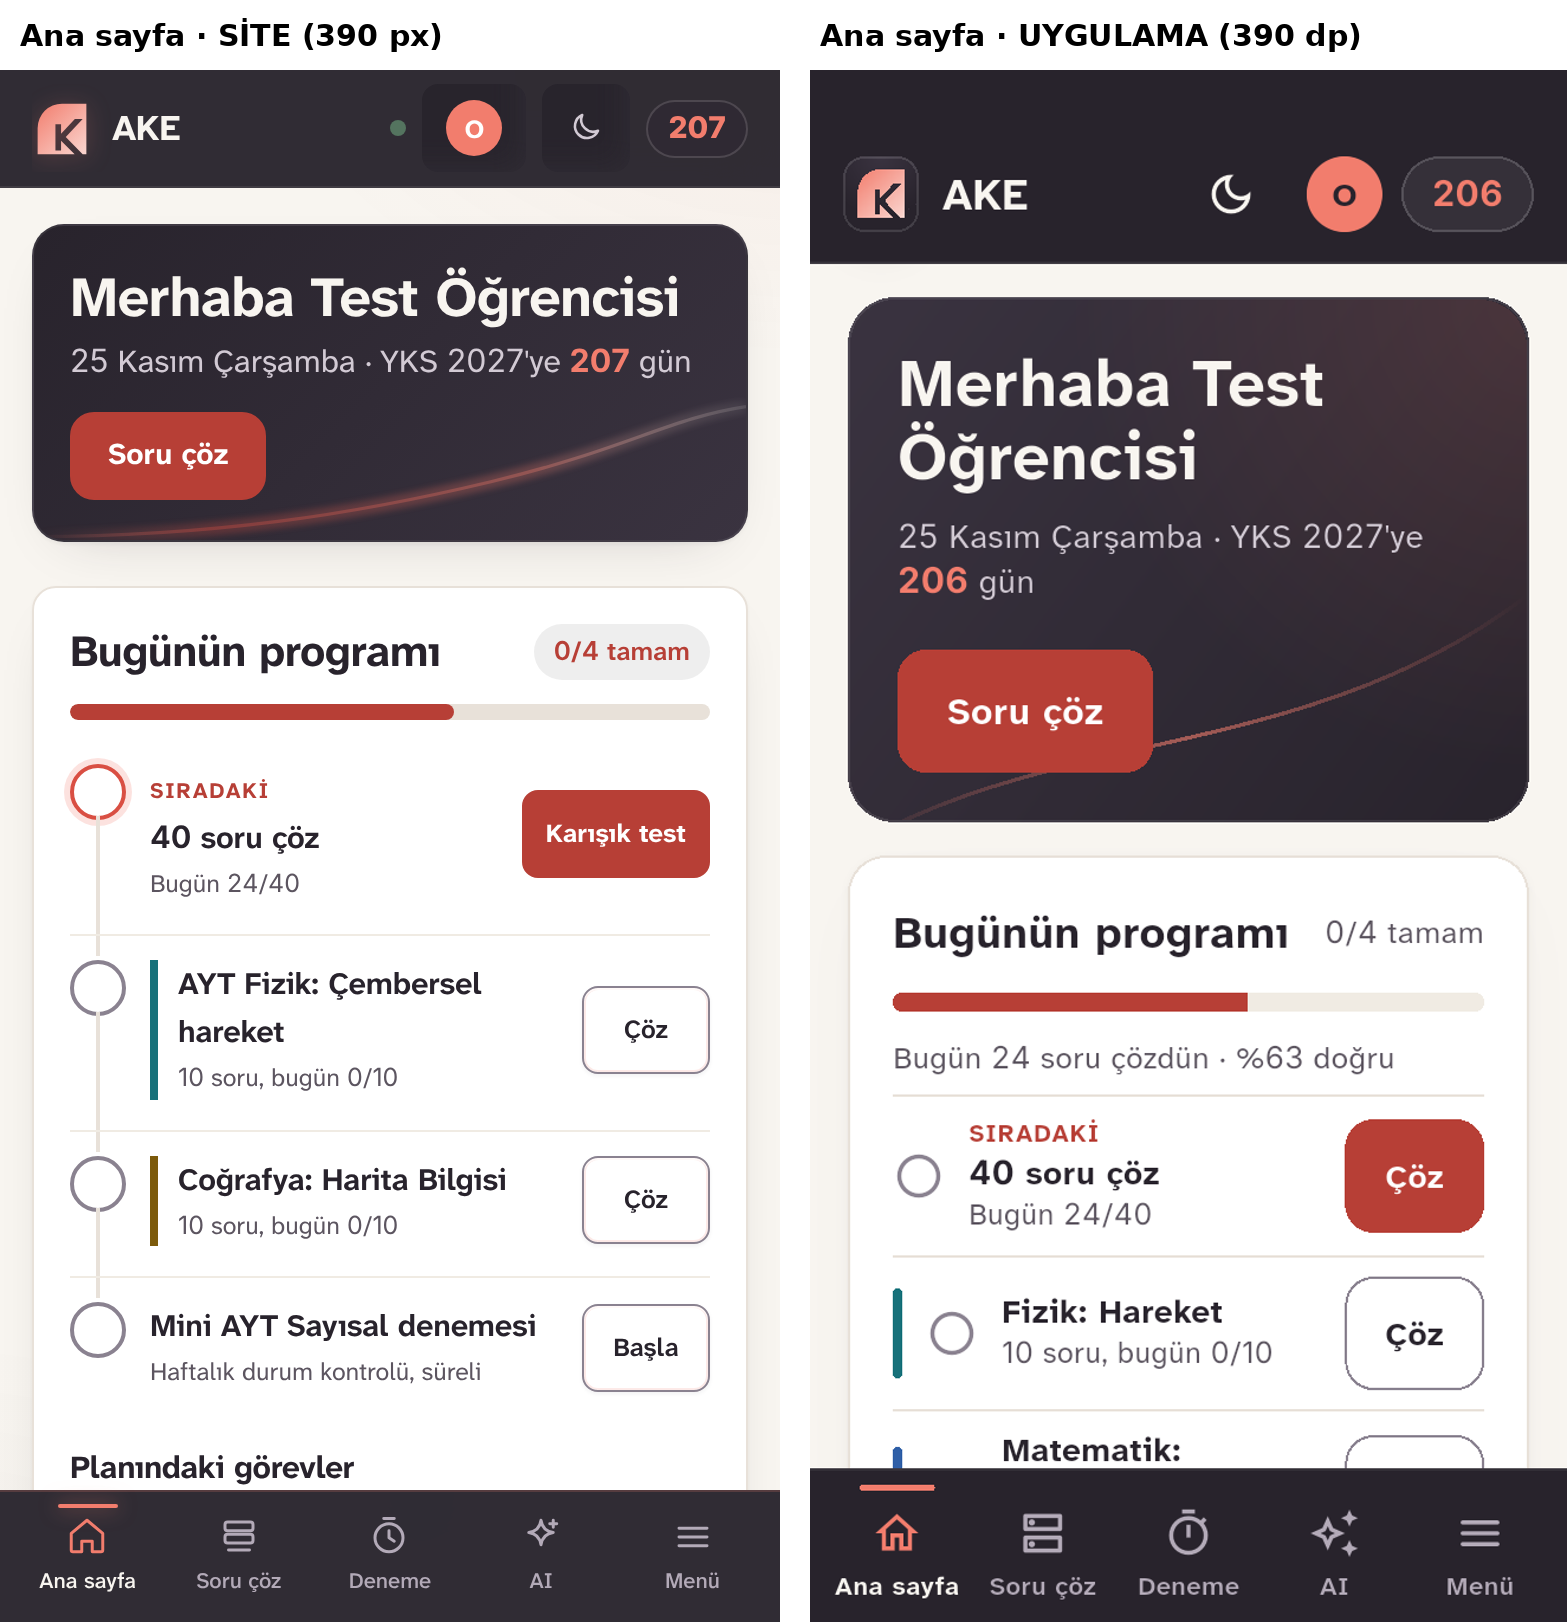 Ana sayfa · SİTE (390 px)
K AKE
O
207
Merhaba Test Öğrencisi
25 Kasım Çarşamba · YKS 2027'ye 207 gün
Soru çöz
Bugünün programı
0/4 tamam
SIRADAKİ
40 soru çöz
Bugün 24/40
Karışık test
AYT Fizik: Çembersel
hareket
10 soru, bugün 0/10
Çöz
Coğrafya: Harita Bilgisi
10 soru, bugün 0/10
Çöz
Mini AYT Sayısal denemesi
Haftalık durum kontrolü, süreli
Başla
Planındaki görevler
Ana sayfa
Soru çöz
Deneme
AI
Menü
Ana sayfa · UYGULAMA (390 dp)
K AKE
O
206
Merhaba Test
Öğrencisi
25 Kasım Çarşamba · YKS 2027'ye
206 gün
Soru çöz
Bugünün programı
0/4 tamam
Bugün 24 soru çözdün · %63 doğru
SIRADAKİ
40 soru çöz
Bugün 24/40
Çöz
Fizik: Hareket
10 soru, bugün 0/10
Çöz
Matematik:
Ana sayfa
Soru çöz
Deneme
AI
Menü